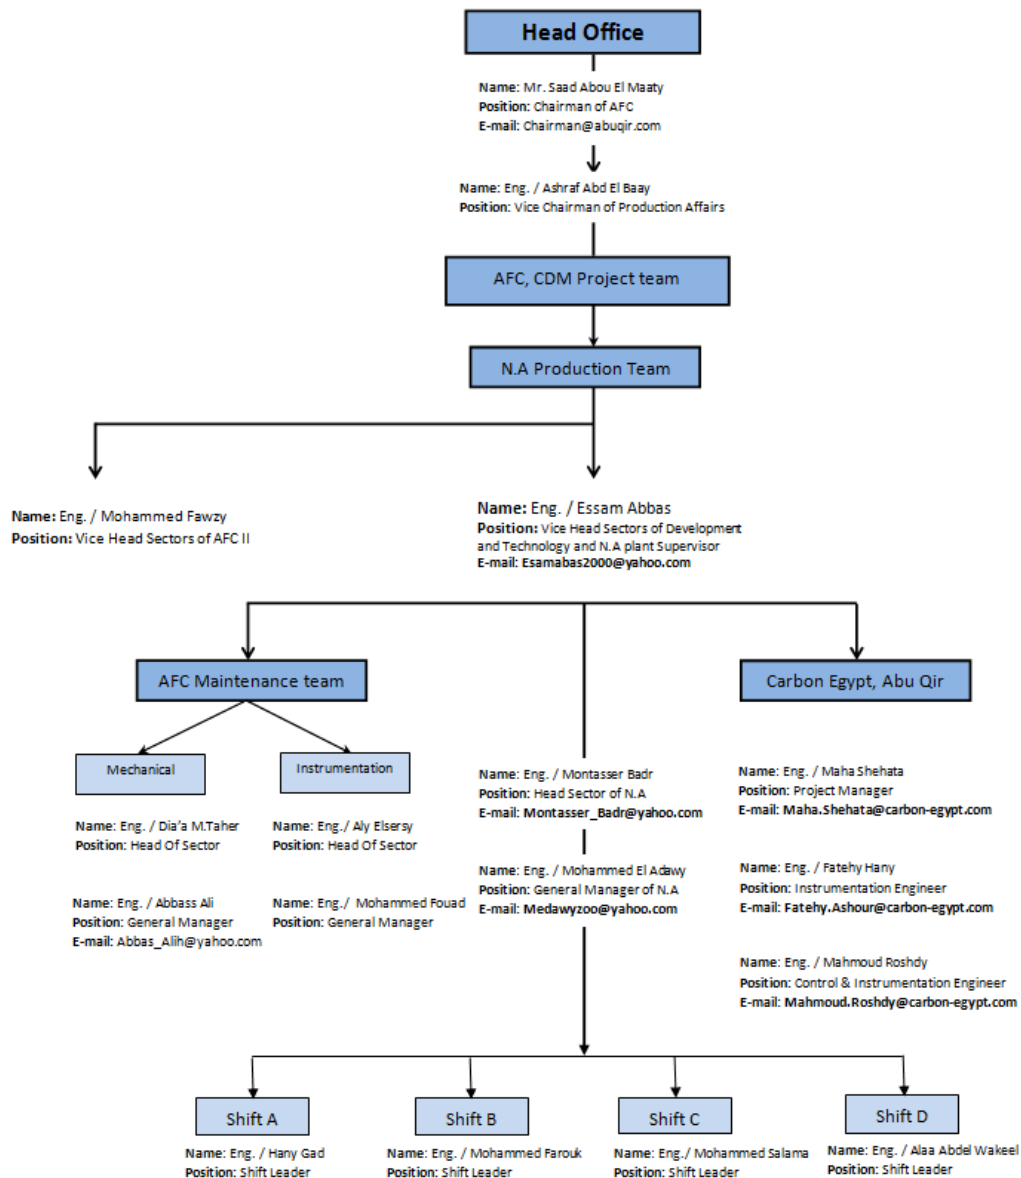 Head Office
Name: Mr. Saad Abou El Maaty
Position: Chairman of AFC
E-mail: Chairman@abuqir.com
Name: Eng. / Ashraf Abd El Baay
Position: Vice Chairman of Production Affairs
AFC, CDM Project team
N.A Production Team
Name: Eng. / Mohammed Fawzy
Position: Vice Head Sectors of AFC II
Name: Eng. / Essam Abbas
Position: Vice Head Sectors of Development
and Technology and N.A plant Supervisor
E-mail: Esamabas2000@yahoo.com
AFC Maintenance team
Mechanical
Name: Eng. / Dia'a M.Taher
Position: Head Of Sector
Name: Eng. / Abbass Ali
Position: General Manager
E-mail: Abbas_Alih@yahoo.com
Instrumentation
Name: Eng./ Aly Elsersy
Position: Head Of Sector
Name: Eng./ Mohammed Fouad
Position: General Manager
Name: Eng. / Montasser Badr
Position: Head Sector of N.A
E-mail: Montasser_Badr@yahoo.com
Name: Eng. / Mohammed El Adawy
Position: General Manager of N.A
E-mail: Medawyzoo@yahoo.com
Carbon Egypt, Abu Qir
Name: Eng. / Maha Shehata
Position: Project Manager
E-mail: Maha.Shehata@carbon-egypt.com
Name: Eng. / Fatehy Hany
Position: Instrumentation Engineer
E-mail: Fatehy.Ashour@carbon-egypt.com
Name: Eng. / Mahmoud Roshdy
Position: Control & Instrumentation Engineer
E-mail: Mahmoud.Roshdy@carbon-egypt.com
Shift A
Name: Eng. / Hany Gad
Position: Shift Leader
Shift B
Name: Eng. / Mohammed Farouk
Position: Shift Leader
Shift C
Name: Eng./ Mohammed Salama
Position: Shift Leader
Shift D
Name: Eng. / Alaa Abdel Wakeel
Position: Shift Leader